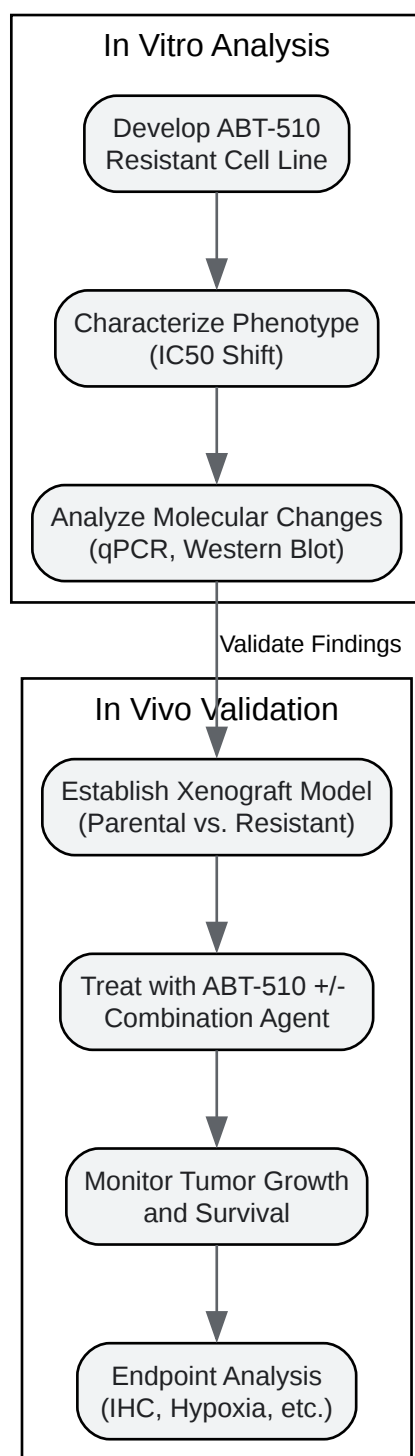 In Vitro Analysis
Develop ABT-510
Resistant Cell Line
Characterize Phenotype
(IC50 Shift)
Analyze Molecular Changes
(qPCR, Western Blot)
Validate Findings
In Vivo Validation
Establish Xenograft Model
(Parental vs. Resistant)
Treat with ABT-510 +/-
Combination Agent
Monitor Tumor Growth
and Survival
Endpoint Analysis
(IHC, Hypoxia, etc.)